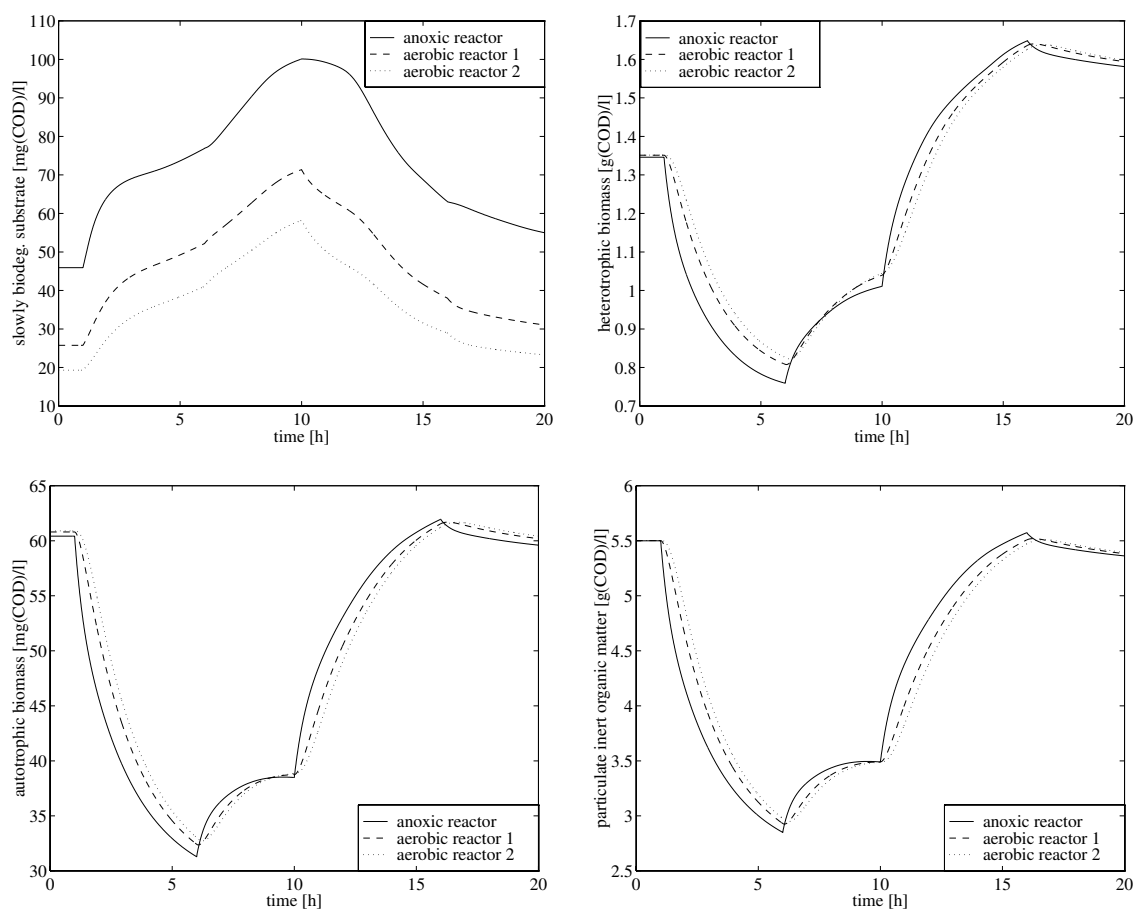 slowly biodeg. substrate [mg(COD)/l]
110
100
90
80
70
60
50
40
30
20
10
0 5 10 15 20
time [h]
anoxic reactor
aerobic reactor 1
aerobic reactor 2
heterotrophic biomass [g(COD)/l]
1.7
1.6
1.5
1.4
1.3
1.2
1.1
1
0.9
0.8
0.7
0 5 10 15 20
time [h]
anoxic reactor
aerobic reactor 1
aerobic reactor 2
autotrophic biomass [mg(COD)/l]
65
60
55
50
45
40
35
30
0 5 10 15 20
time [h]
anoxic reactor
aerobic reactor 1
aerobic reactor 2
particulate inert organic matter [g(COD)/l]
6
5.5
5
4.5
4
3.5
3
2.5
0 5 10 15 20
time [h]
anoxic reactor
aerobic reactor 1
aerobic reactor 2